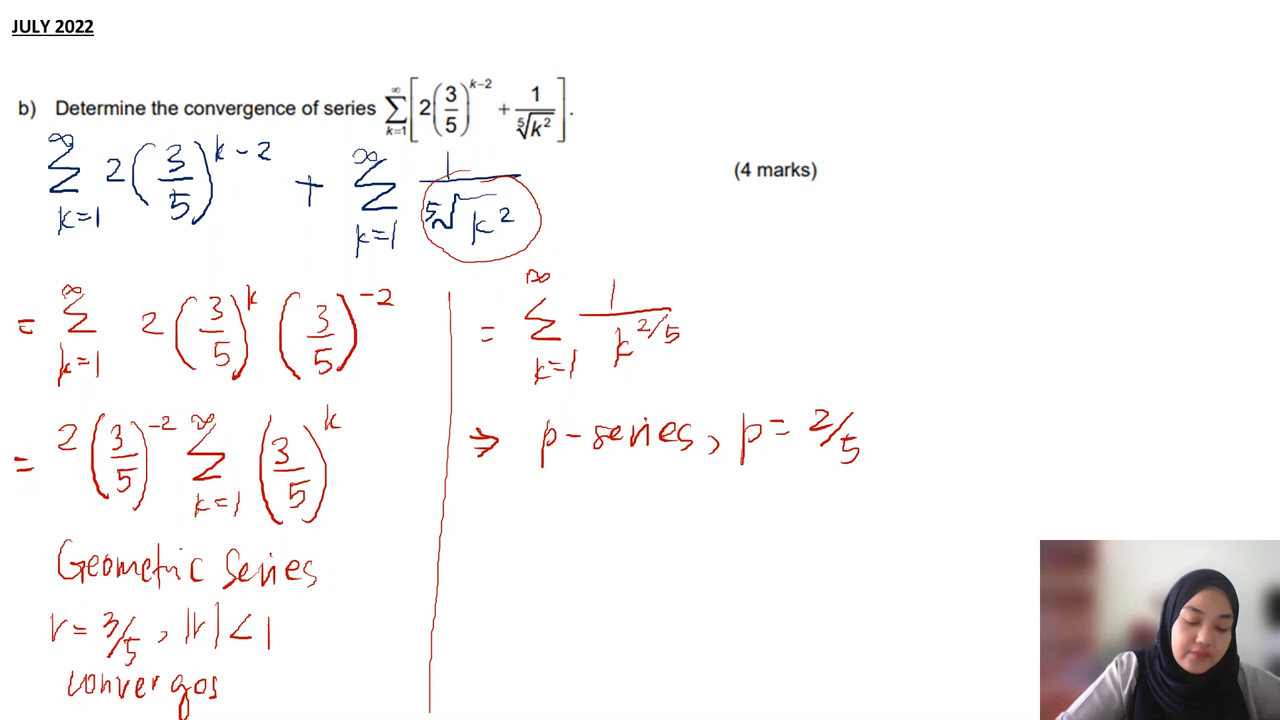 JULY 2022
b) Determine the convergence of series ∑_{k=1}^{∞} [2(3/5)^{k−2} + 1/⁵√k²].
(4 marks)
∑_{k=1}^{∞} 2(3/5)^{k−2} + ∑_{k=1}^{∞} 1/⁵√k²
= ∑_{k=1}^{∞} 2(3/5)^k (3/5)^{−2}
= 2(3/5)^{−2} ∑_{k=1}^{∞} (3/5)^k
Geometric Series
r = 3/5, |r| < 1
converges
= ∑_{k=1}^{∞} 1/k^{2/5}
⇒ p-series, p = 2/5